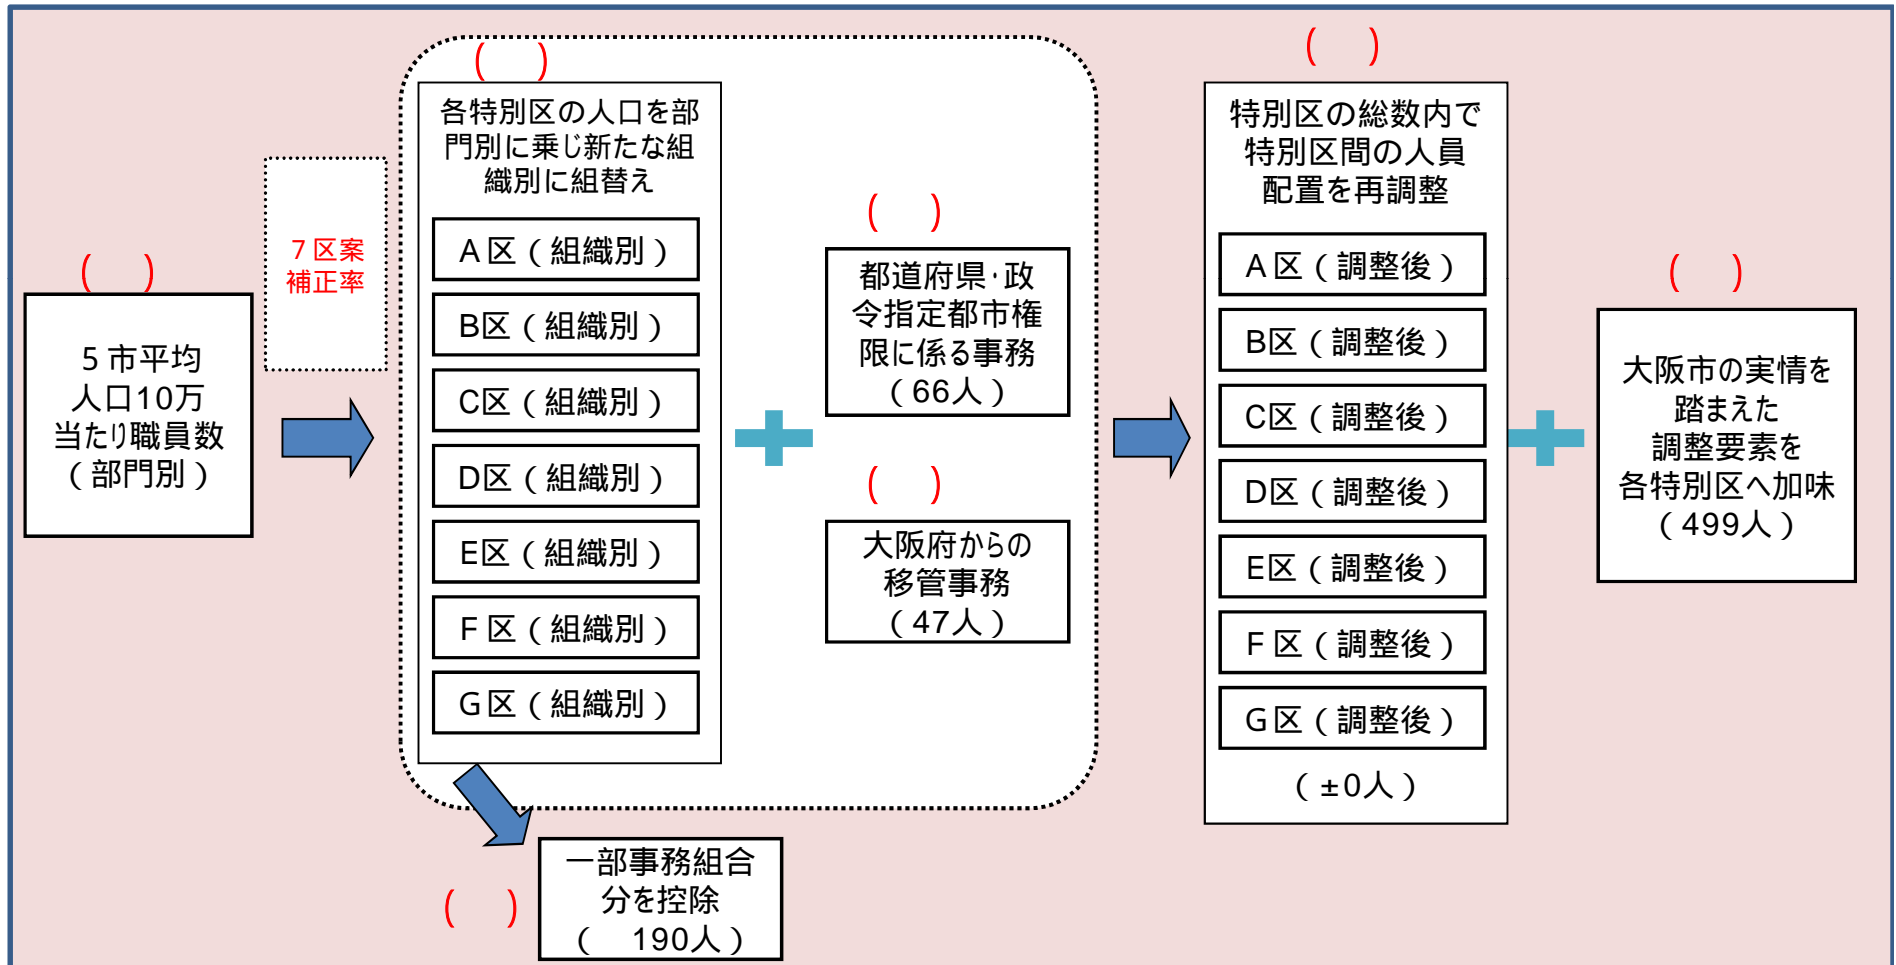 (　)
５市平均
人口10万
当たり職員数
（部門別）
７区案
補正率
(　)
各特別区の人口を部
門別に乗じ新たな組
織別に組替え
A区（組織別）
B区（組織別）
C区（組織別）
D区（組織別）
E区（組織別）
F区（組織別）
G区（組織別）
(　)
一部事務組合
分を控除
（　190人）
(　)
都道府県・政
令指定都市権
限に係る事務
（66人）
(　)
大阪府からの
移管事務
（47人）
(　)
特別区の総数内で
特別区間の人員
配置を再調整
A区（調整後）
B区（調整後）
C区（調整後）
D区（調整後）
E区（調整後）
F区（調整後）
G区（調整後）
（±0人）
(　)
大阪市の実情を
踏まえた
調整要素を
各特別区へ加味
（499人）